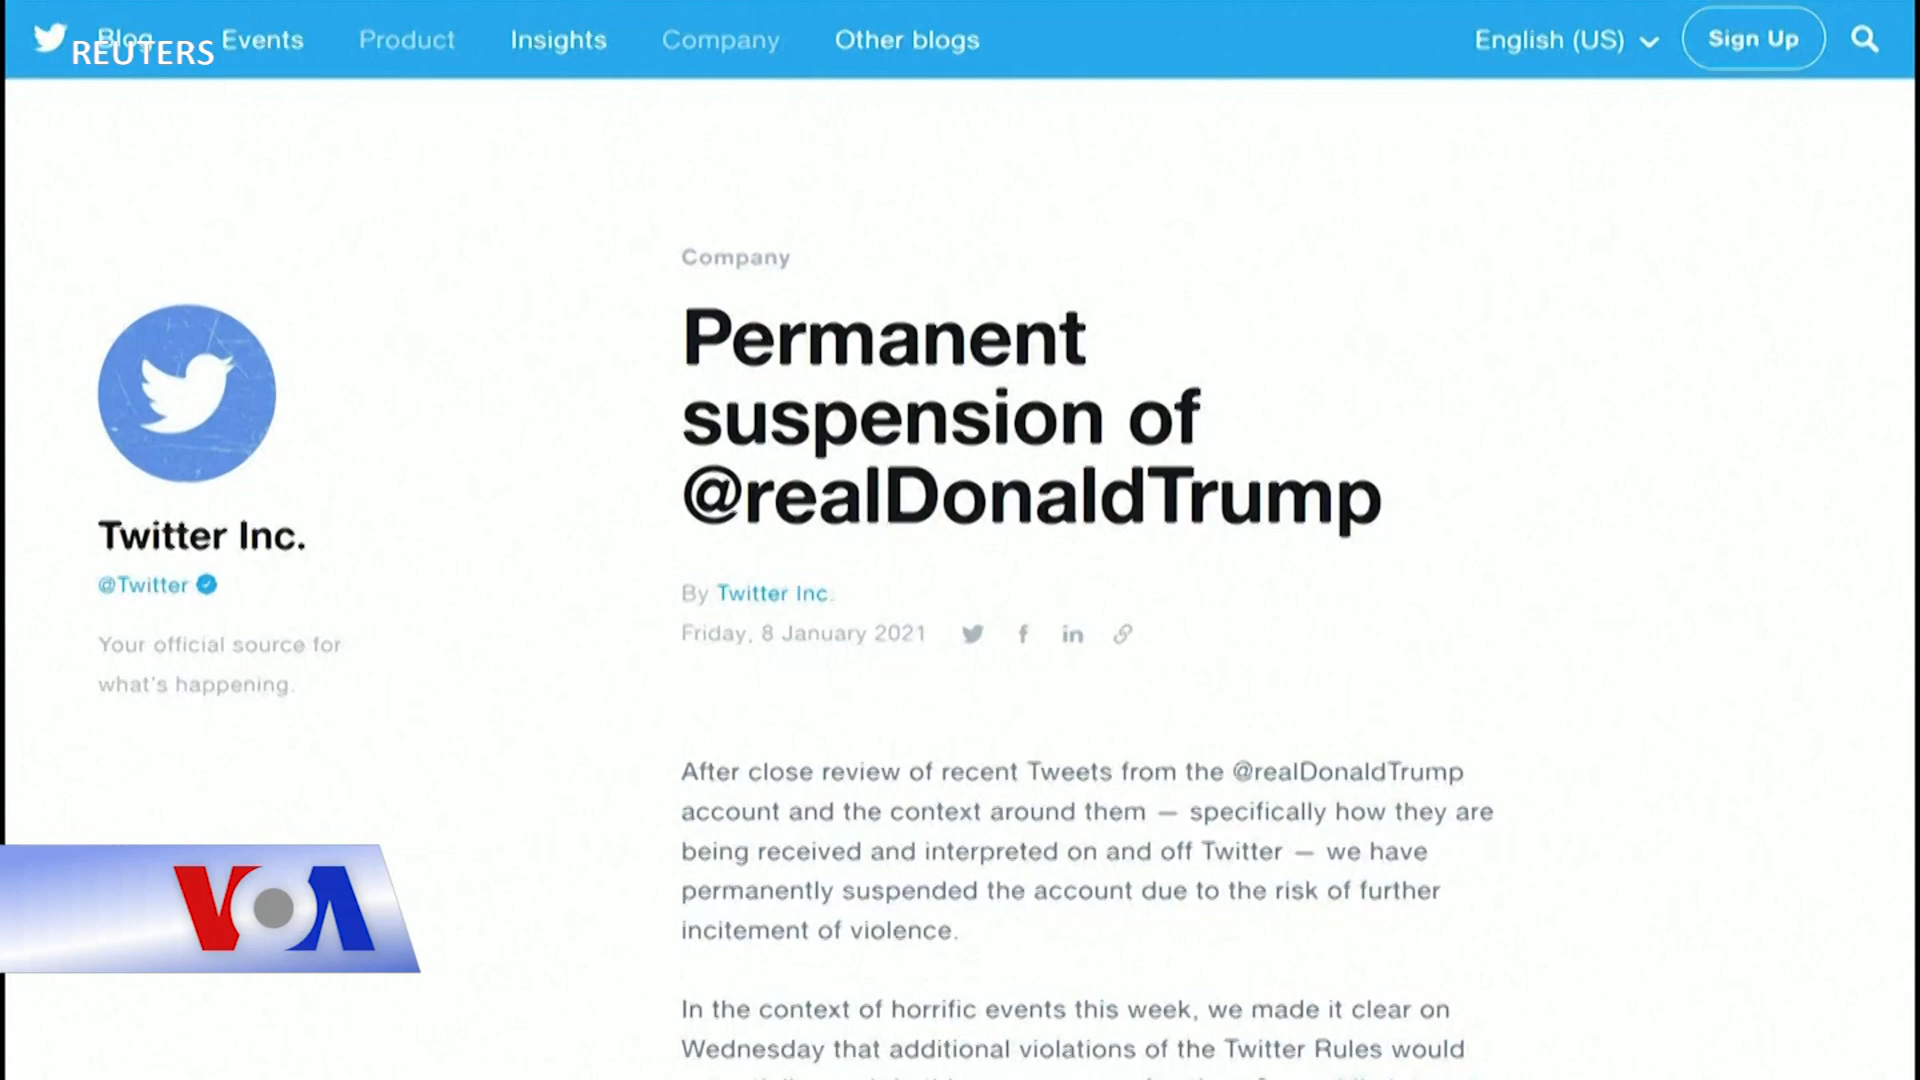 Blog
REUTERS
Events
Product
Insights
Company
Other blogs
English (US)
Sign Up
Company
Permanent
suspension of
@realDonaldTrump
Twitter Inc.
@Twitter
Your official source for
what's happening.
By Twitter Inc.
Friday, 8 January 2021
After close review of recent Tweets from the @realDonaldTrump
account and the context around them — specifically how they are
being received and interpreted on and off Twitter — we have
permanently suspended the account due to the risk of further
incitement of violence.
In the context of horrific events this week, we made it clear on
Wednesday that additional violations of the Twitter Rules would
VOA